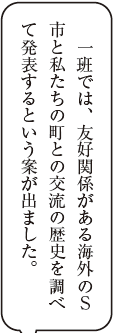 一班では、友好関係がある海外のS
市と私たちの町との交流の歴史を調べ
て発表するという案が出ました。